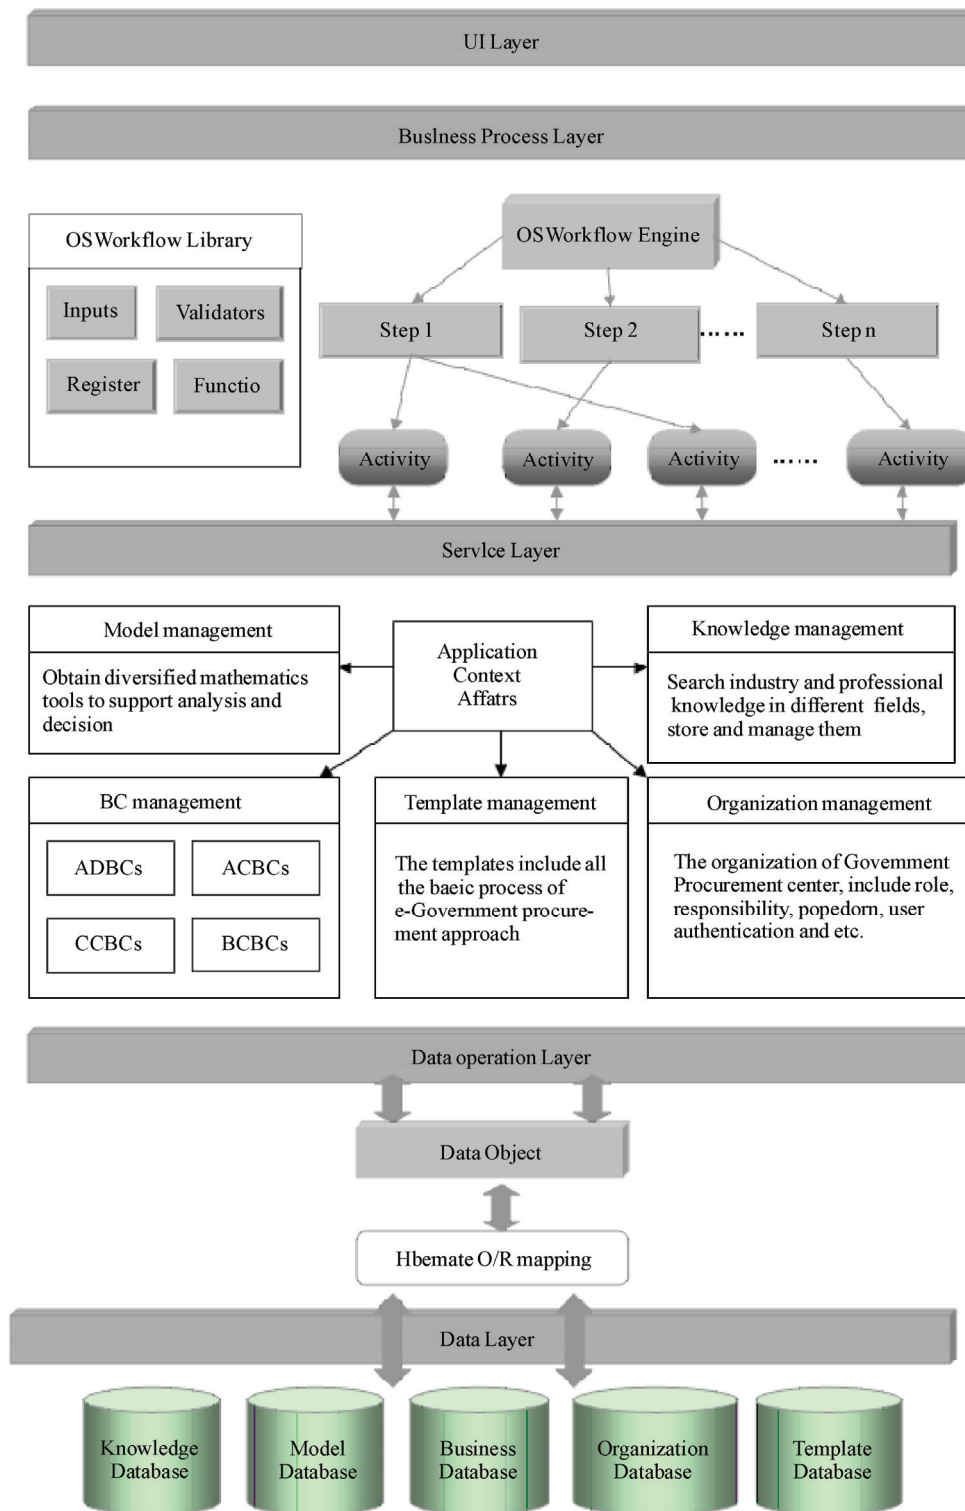 UI Layer
Buslness Process Layer
OSWorkflow Library
Inputs
Validators
Register
Functio
OSWorkflow Engine
Step 1
Step 2
......
Step n
Activity
Activity
Activity
......
Activity
Servlce Layer
Model management
Obtain diversified mathematics
tools to support analysis and
decision
Application
Context
Affatrs
Knowledge management
Search industry and professional
knowledge in different fields,
store and manage them
BC management
ADBCs
ACBCs
CCBCs
BCBCs
Template management
The templates include all
the baeic process of
e-Government procure-
ment approach
Organization management
The organization of Govemment
Procurement center, include role,
responsibility, popedorn, user
authentication and etc.
Data operation Layer
Data Object
Hbemate O/R mapping
Data Layer
Knowledge
Database
Model
Database
Business
Database
Organization
Database
Template
Database